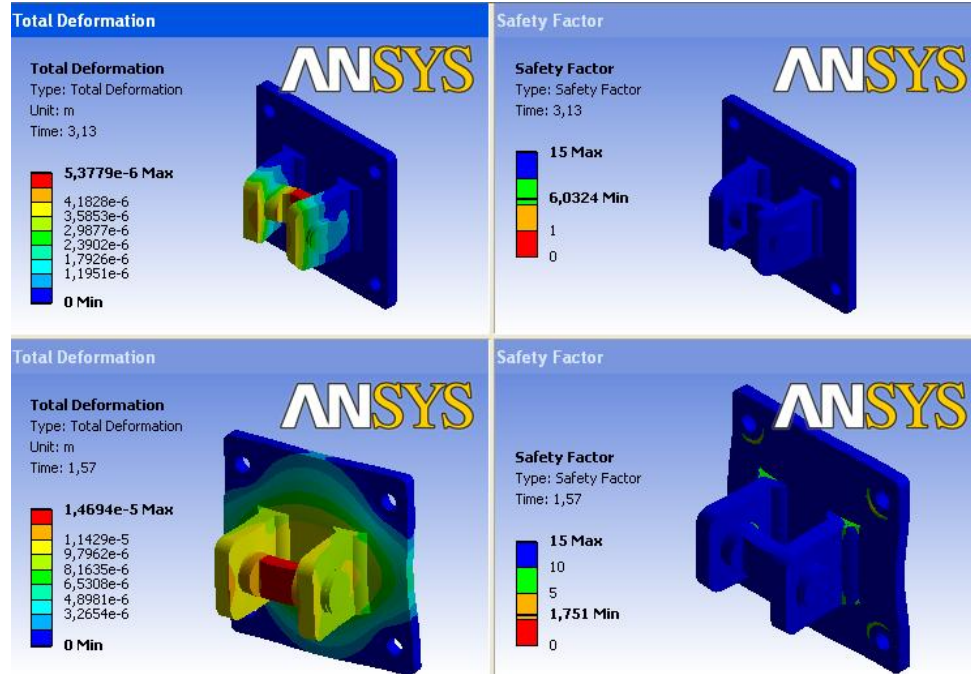 Total Deformation
ANSYS
Total Deformation
Type: Total Deformation
Unit: m
Time: 3,13
5,3779e-6 Max
4,1828e-6
3,5853e-6
2,9877e-6
2,3902e-6
1,7926e-6
1,1951e-6
0 Min
Safety Factor
ANSYS
Safety Factor
Type: Safety Factor
Time: 3,13
15 Max
6,0324 Min
1
0
Total Deformation
ANSYS
Total Deformation
Type: Total Deformation
Unit: m
Time: 1,57
1,4694e-5 Max
1,1429e-5
9,7962e-6
8,1635e-6
6,5308e-6
4,8981e-6
3,2654e-6
0 Min
Safety Factor
ANSYS
Safety Factor
Type: Safety Factor
Time: 1,57
15 Max
10
5
1,751 Min
0